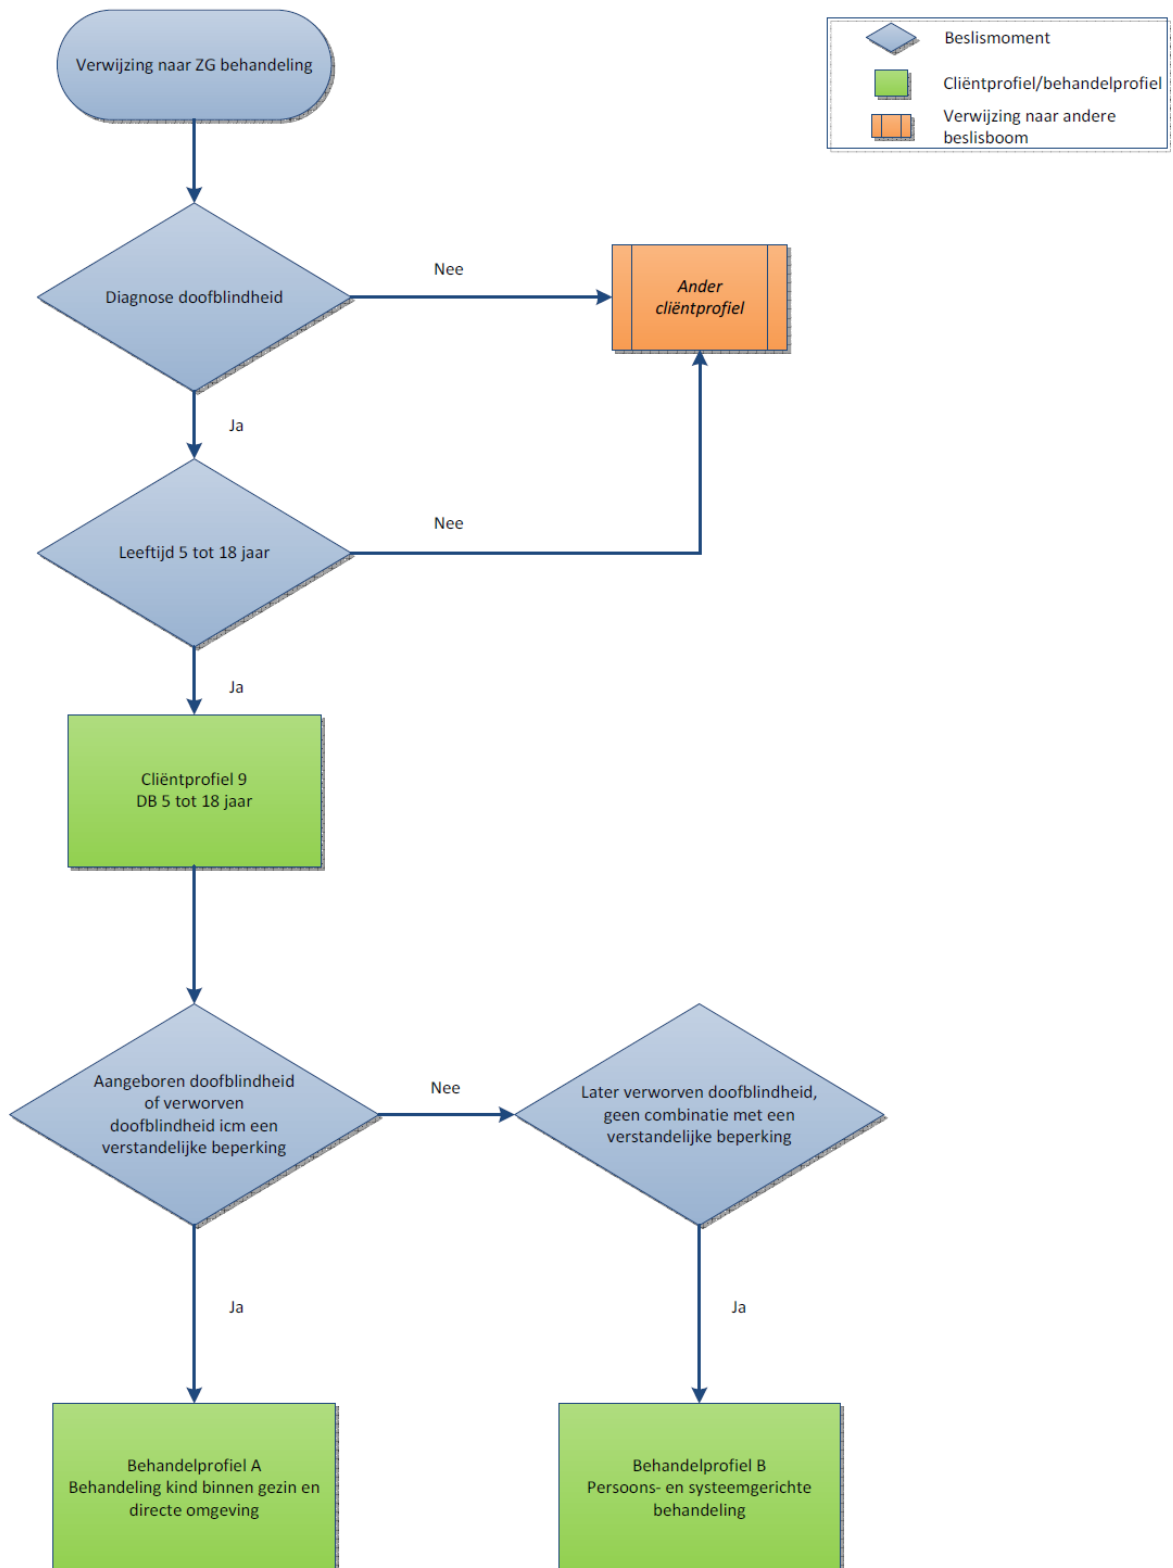 Verwijzing naar ZG behandeling
Beslismoment
Cliëntprofiel/behandelprofiel
Verwijzing naar andere
beslisboom
Diagnose doofblindheid
Nee
Ander
cliëntprofiel
Ja
Leeftijd 5 tot 18 jaar
Nee
Ja
Cliëntprofiel 9
DB 5 tot 18 jaar
Aangeboren doofblindheid
of verworven
doofblindheid icm een
verstandelijke beperking
Nee
Later verworven doofblindheid,
geen combinatie met een
verstandelijke beperking
Ja
Ja
Behandelprofiel A
Behandeling kind binnen gezin en
directe omgeving
Behandelprofiel B
Persoons- en systeemgerichte
behandeling